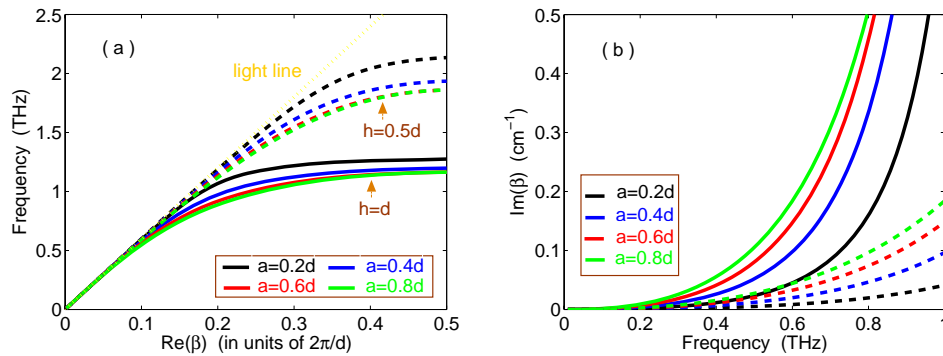 ( a )
light line
h=0.5d
h=d
a=0.2d
a=0.4d
a=0.6d
a=0.8d
Frequency (THz)
0
0.5
1
1.5
2
2.5
0
0.1
0.2
0.3
0.4
0.5
Re(β) (in units of 2π/d)
( b )
a=0.2d
a=0.4d
a=0.6d
a=0.8d
Im(β) (cm⁻¹)
0
0.1
0.2
0.3
0.4
0.5
0
0.2
0.4
0.6
0.8
1
Frequency (THz)